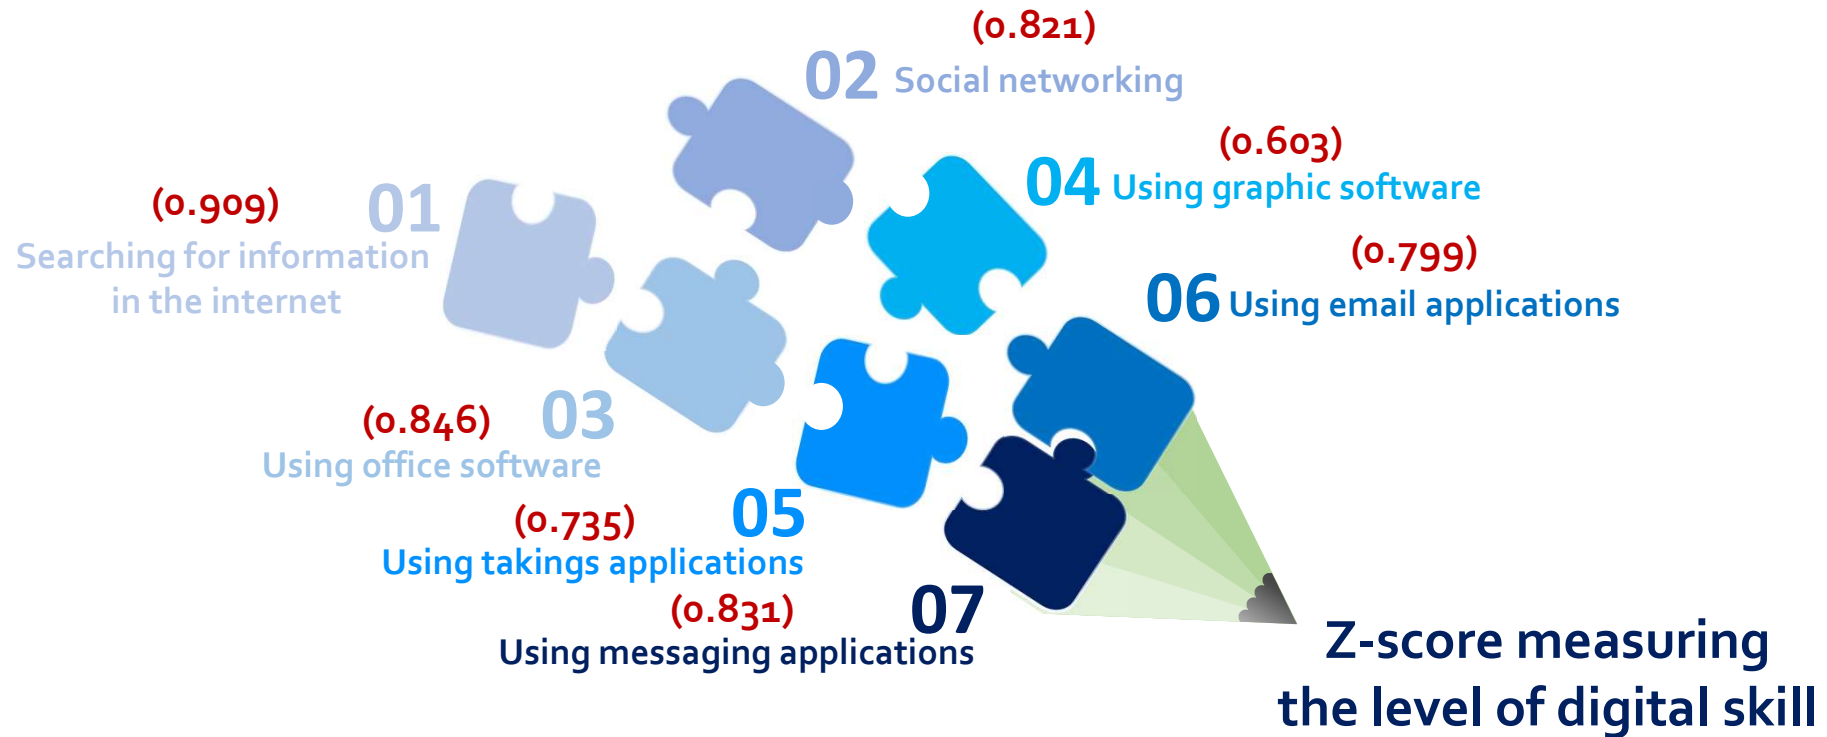 (0.821)
02 Social networking
(0.603)
04 Using graphic software
(0.909) 01
Searching for information
in the internet
(0.799)
06 Using email applications
(0.846) 03
Using office software
(0.735) 05
Using takings applications
(0.831) 07
Using messaging applications
Z-score measuring
the level of digital skill